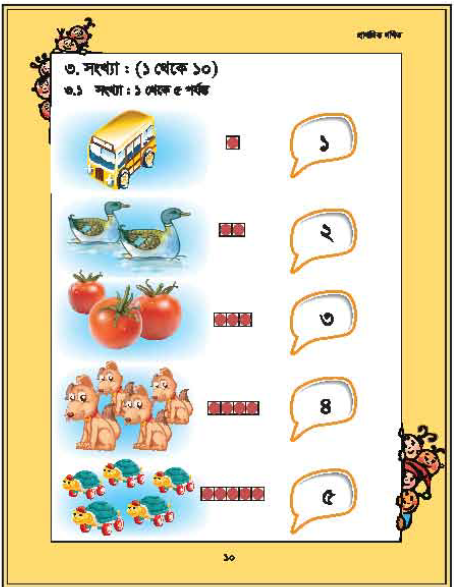 প্রাথমিক গণিত
৩. সংখ্যা : (১ থেকে ১০)
৩.১ সংখ্যা : ১ থেকে ৫ পর্যন্ত
১
২
৩
৪
৫
১০